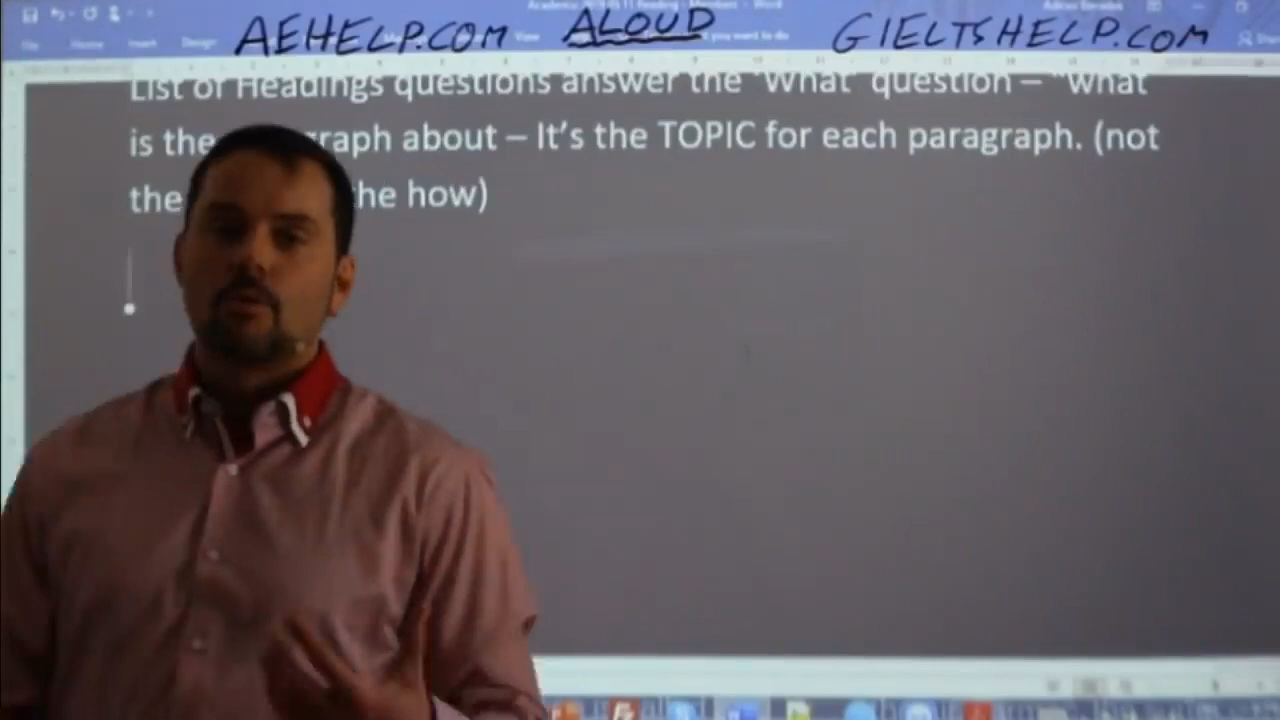 AEHELP.COM ALOUD GIELTSHELP.COM
List of Headings questions answer the "What" question – "what
is the paragraph about – It's the TOPIC for each paragraph. (not
the he how)